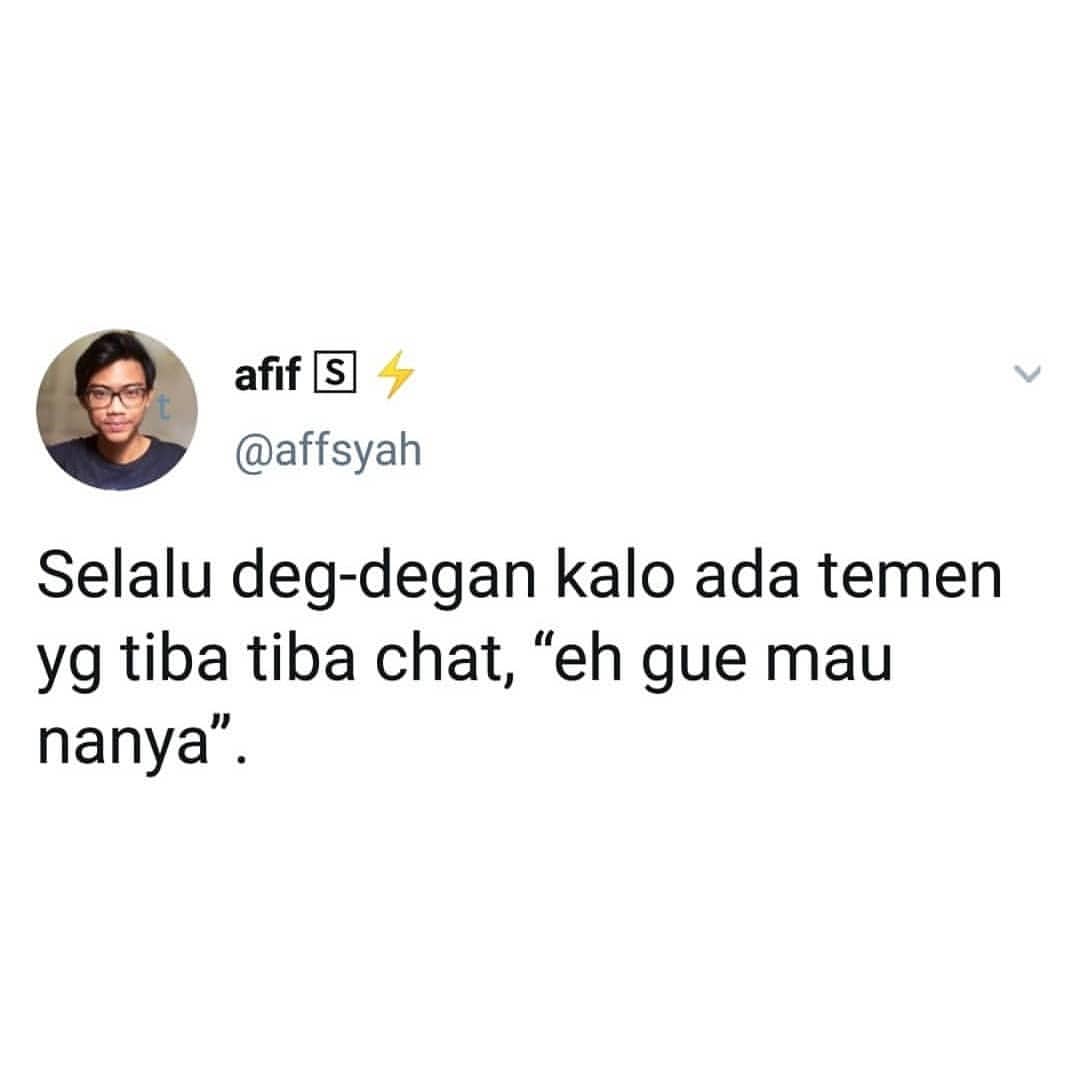 afif 🅂 ⚡
@affsyah
t
Selalu deg-degan kalo ada temen
yg tiba tiba chat, “eh gue mau
nanya”.